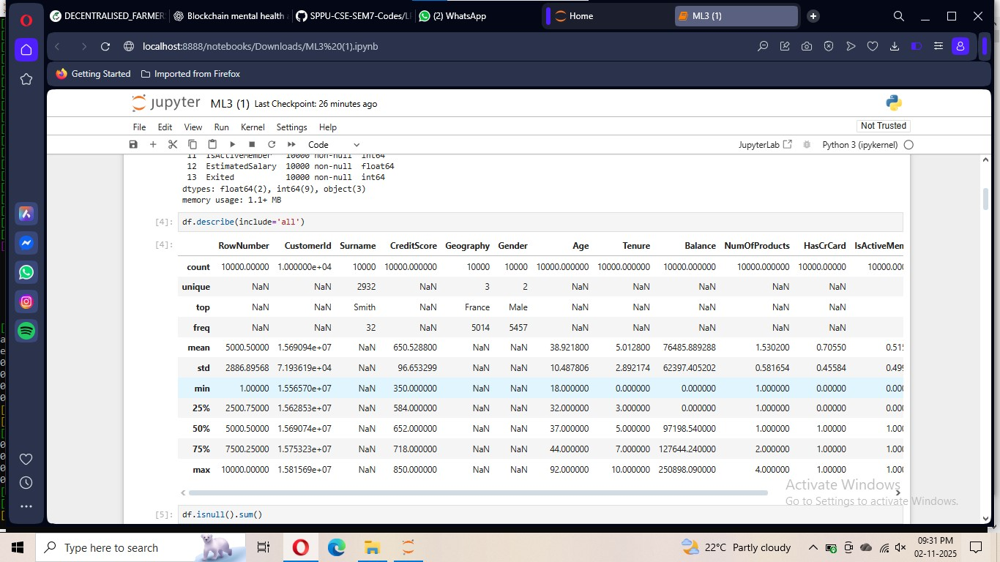 DECENTRALISED_FARMER
Blockchain mental health
SPPU-CSE-SEM7-Codes/L
(2) WhatsApp
Home
ML3 (1)
localhost:8888/notebooks/Downloads/ML3%20(1).ipynb
Getting Started
Imported from Firefox
jupyter ML3 (1) Last Checkpoint: 26 minutes ago
File Edit View Run Kernel Settings Help
Not Trusted
Code
JupyterLab
Python 3 (ipykernel)
11 IsActiveMember 10000 non-null int64
12 EstimatedSalary 10000 non-null float64
13 Exited 10000 non-null int64
dtypes: float64(2), int64(9), object(3)
memory usage: 1.1+ MB
[4]: df.describe(include='all')
[4]: RowNumber CustomerId Surname CreditScore Geography Gender Age Tenure Balance NumOfProducts HasCrCard IsActiveMem
count 10000.00000 1.000000e+04 10000 10000.000000 10000 10000 10000.000000 10000.000000 10000.000000 10000.000000 10000.00000 10000.000
unique NaN NaN 2932 NaN 3 2 NaN NaN NaN NaN NaN
top NaN NaN Smith NaN France Male NaN NaN NaN NaN NaN
freq NaN NaN 32 NaN 5014 5457 NaN NaN NaN NaN NaN
mean 5000.50000 1.569094e+07 NaN 650.528800 NaN NaN 38.921800 5.012800 76485.889288 1.530200 0.70550 0.515
std 2886.89568 7.193619e+04 NaN 96.653299 NaN NaN 10.487806 2.892174 62397.405202 0.581654 0.45584 0.499
min 1.00000 1.556570e+07 NaN 350.000000 NaN NaN 18.000000 0.000000 0.000000 1.000000 0.00000 0.000
25% 2500.75000 1.562853e+07 NaN 584.000000 NaN NaN 32.000000 3.000000 0.000000 1.000000 0.00000 0.000
50% 5000.50000 1.569074e+07 NaN 652.000000 NaN NaN 37.000000 5.000000 97198.540000 1.000000 1.00000 1.000
75% 7500.25000 1.575323e+07 NaN 718.000000 NaN NaN 44.000000 7.000000 127644.240000 2.000000 1.00000 1.000
max 10000.00000 1.581569e+07 NaN 850.000000 NaN NaN 92.000000 10.000000 250898.090000 4.000000 1.00000 1.000
Activate Windows
Go to Settings to activate Windows.
[5]: df.isnull().sum()
Type here to search
22°C Partly cloudy
09:31 PM
02-11-2025